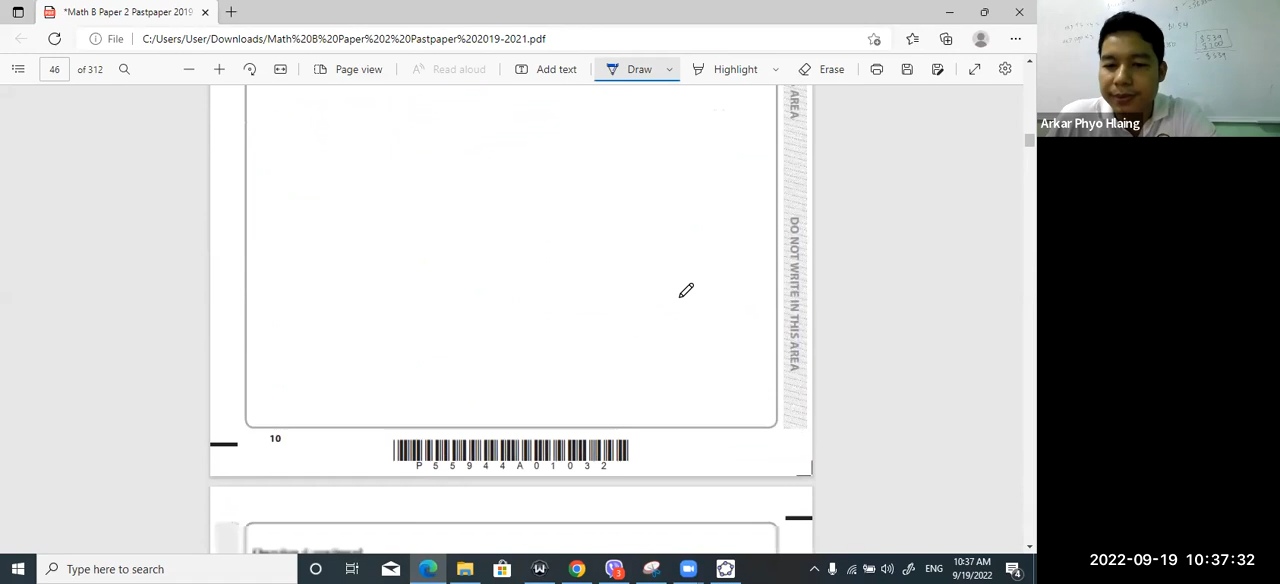 *Math B Paper 2 Pastpaper 2019
File C:/Users/User/Downloads/Math%20B%20Paper%202%20Pastpaper%202019-2021.pdf
46 of 312 Page view Read aloud Add text Draw Highlight Erase
Arkar Phyo Hlaing
AREA
DO NOT WRITE IN THIS AREA
10
P 5 5 9 4 4 A 0 1 0 3 2
Type here to search
3
ENG
10:37 AM
9/19/2022
4
2022-09-19 10:37:32